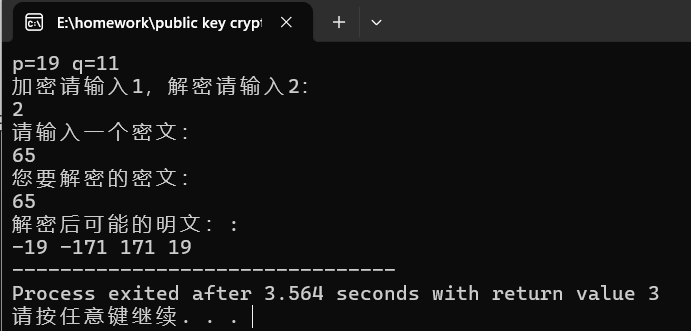 E:\homework\public key crypt
p=19 q=11
加密请输入1，解密请输入2：
2
请输入一个密文：
65
您要解密的密文：
65
解密后可能的明文：:
-19 -171 171 19
--------------------------------
Process exited after 3.564 seconds with return value 3
请按任意键继续. . .